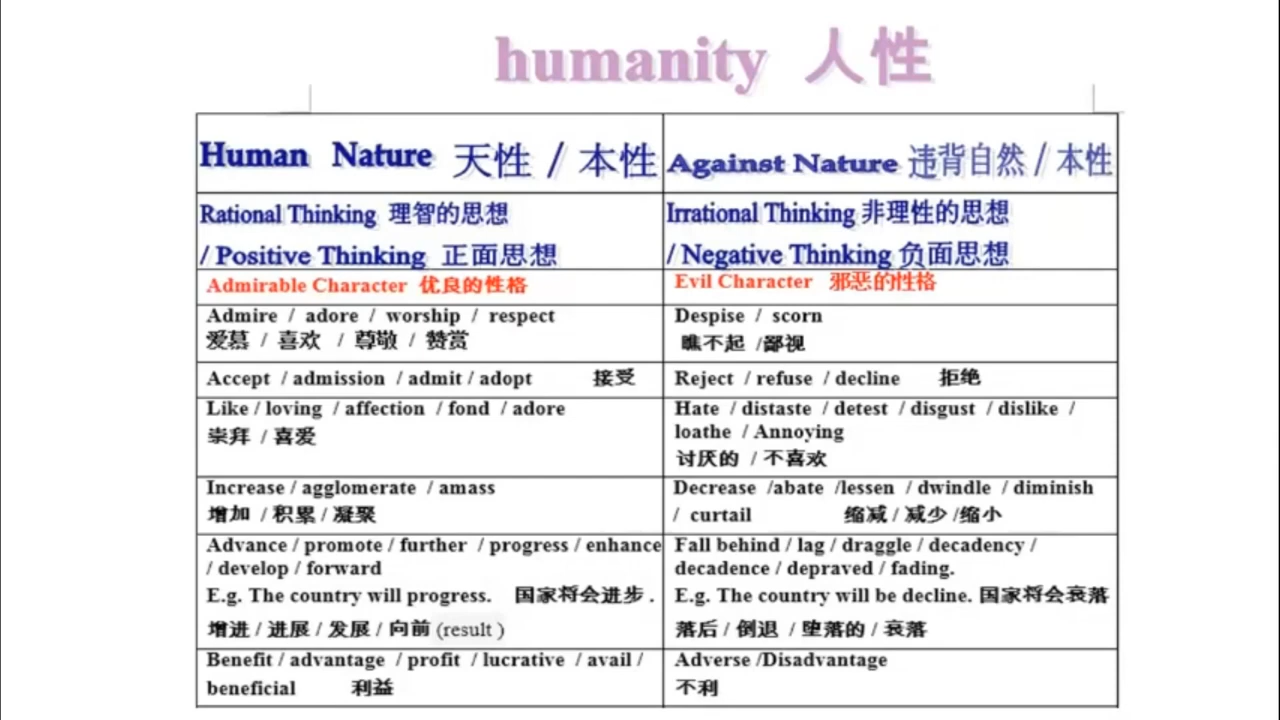 humanity 人性
Human Nature 天性 / 本性
Against Nature 违背自然 / 本性
Rational Thinking 理智的思想
/ Positive Thinking 正面思想
Irrational Thinking 非理性的思想
/ Negative Thinking 负面思想
Admirable Character 优良的性格
Evil Character 邪恶的性格
Admire / adore / worship / respect
爱慕 / 喜欢 / 尊敬 / 赞赏
Despise / scorn
瞧不起 /鄙视
Accept / admission / admit / adopt 接受
Reject / refuse / decline 拒绝
Like / loving / affection / fond / adore
崇拜 / 喜爱
Hate / distaste / detest / disgust / dislike /
loathe / Annoying
讨厌的 / 不喜欢
Increase / agglomerate / amass
增加 / 积累 / 凝聚
Decrease /abate /lessen / dwindle / diminish
/ curtail 缩减 / 减少 /缩小
Advance / promote / further / progress / enhance
/ develop / forward
E.g. The country will progress. 国家将会进步 .
增进 / 进展 / 发展 / 向前 (result )
Fall behind / lag / draggle / decadency /
decadence / depraved / fading.
E.g. The country will be decline. 国家将会衰落
落后 / 倒退 / 堕落的 / 衰落
Benefit / advantage / profit / lucrative / avail /
beneficial 利益
Adverse /Disadvantage
不利